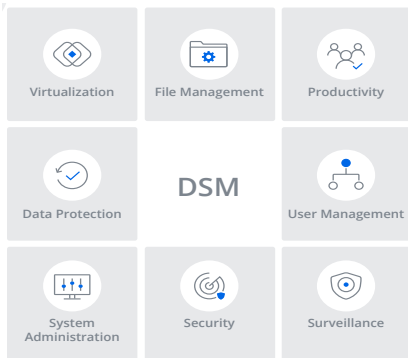 Virtualization
File Management
Productivity
Data Protection
DSM
User Management
System
Administration
Security
Surveillance